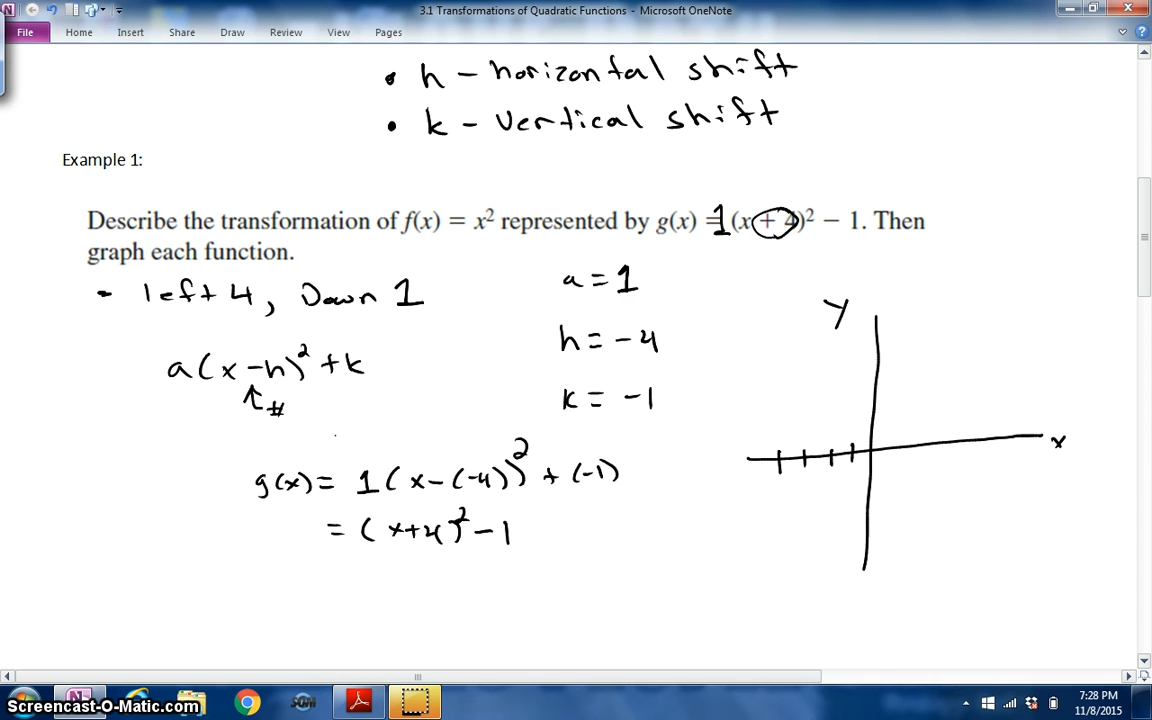 3.1 Transformations of Quadratic Functions - Microsoft OneNote
File Home Insert Share Draw Review View Pages
• h - horizontal shift
• k - vertical shift
Example 1:
Describe the transformation of f(x) = x² represented by g(x) = 1(x + 4)² − 1. Then
graph each function.
- left 4, Down 1
a = 1
a(x-h)² + k
h = -4
↑#
k = -1
y
x
g(x) = 1(x-(-4))² + (-1)
= (x+4)² - 1
SQM
Screencast-O-Matic.com
7:28 PM
11/8/2015